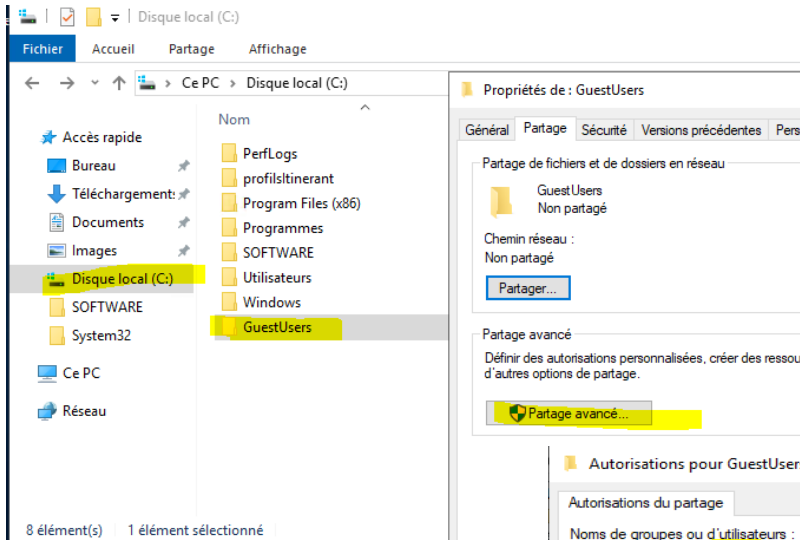 Disque local (C:)
Fichier Accueil Partage Affichage
Ce PC > Disque local (C:)
Nom
Accès rapide
Bureau
Téléchargement:
Documents
Images
Disque local (C:)
SOFTWARE
System32
Ce PC
Réseau
PerfLogs
profilsItinerant
Program Files (x86)
Programmes
SOFTWARE
Utilisateurs
Windows
GuestUsers
8 élément(s) 1 élément sélectionné
Propriétés de : GuestUsers
Général Partage Sécurité Versions précédentes Pers
Partage de fichiers et de dossiers en réseau
GuestUsers
Non partagé
Chemin réseau :
Non partagé
Partager...
Partage avancé
Définir des autorisations personnalisées, créer des ressou
d'autres options de partage.
Partage avancé...
Autorisations pour GuestUsers
Autorisations du partage
Noms de groupes ou d'utilisateurs :